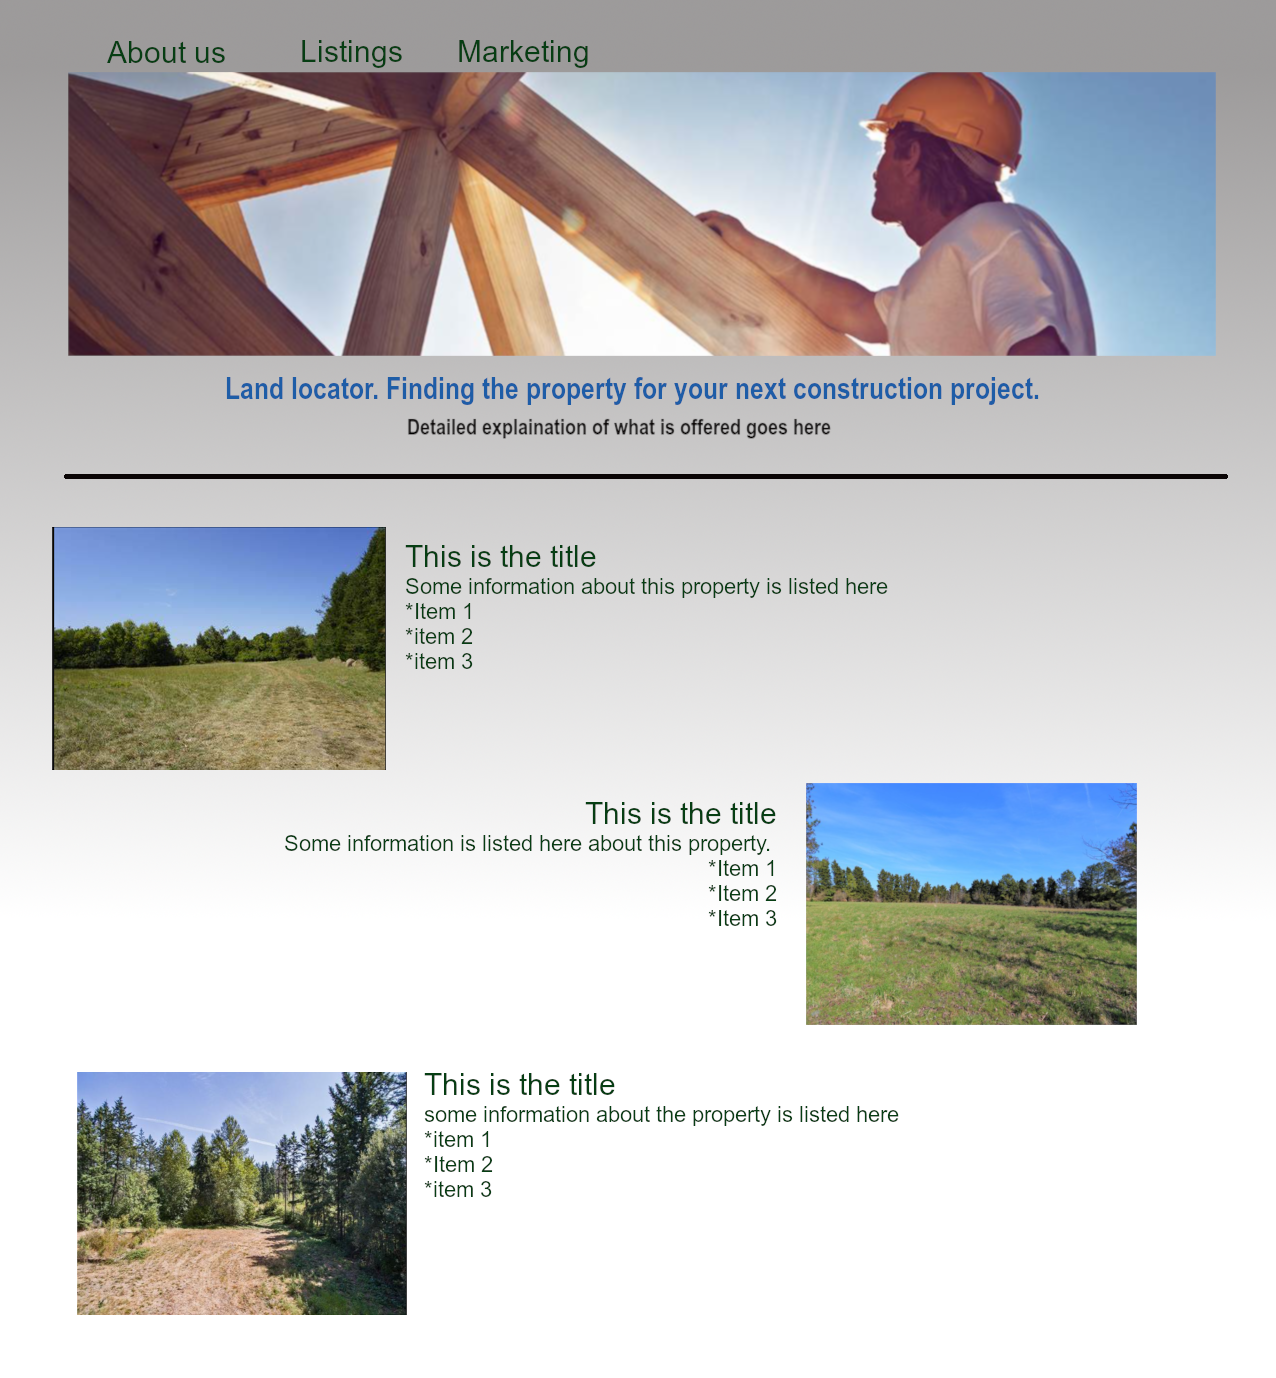 About us Listings Marketing
Land locator. Finding the property for your next construction project.
Detailed explaination of what is offered goes here
This is the title
Some information about this property is listed here
*Item 1
*item 2
*item 3
This is the title
Some information is listed here about this property.
*Item 1
*Item 2
*Item 3
This is the title
some information about the property is listed here
*item 1
*Item 2
*item 3